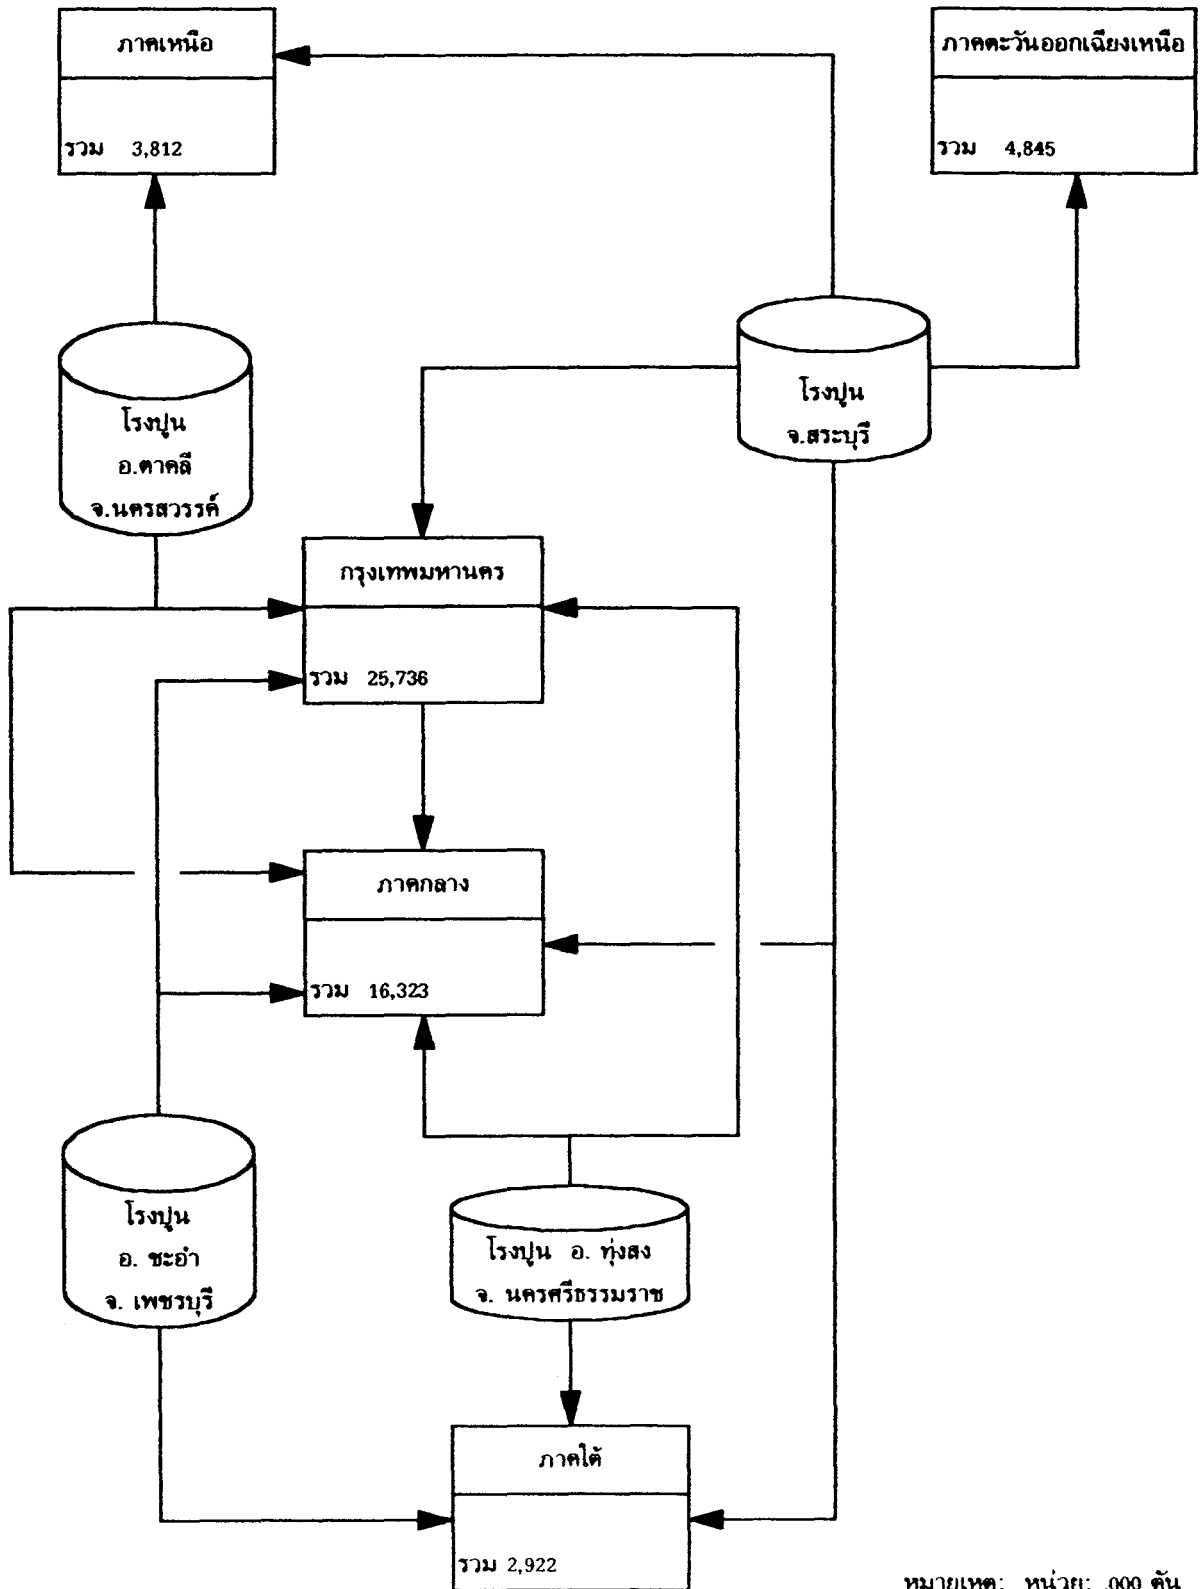 ภาคเหนือ
ภาคตะวันออกเฉียงเหนือ
รวม 3,812
รวม 4,845
โรงปูน
อ.ตาคลี
จ.นครสวรรค์
โรงปูน
จ.สระบุรี
กรุงเทพมหานคร
รวม 25,736
ภาคกลาง
รวม 16,323
โรงปูน
อ. ชะอำ
จ. เพชรบุรี
โรงปูน อ. ทุ่งสง
จ. นครศรีธรรมราช
ภาคใต้
รวม 2,922
หมายเหตุ: หน่วย: ,000 ตัน